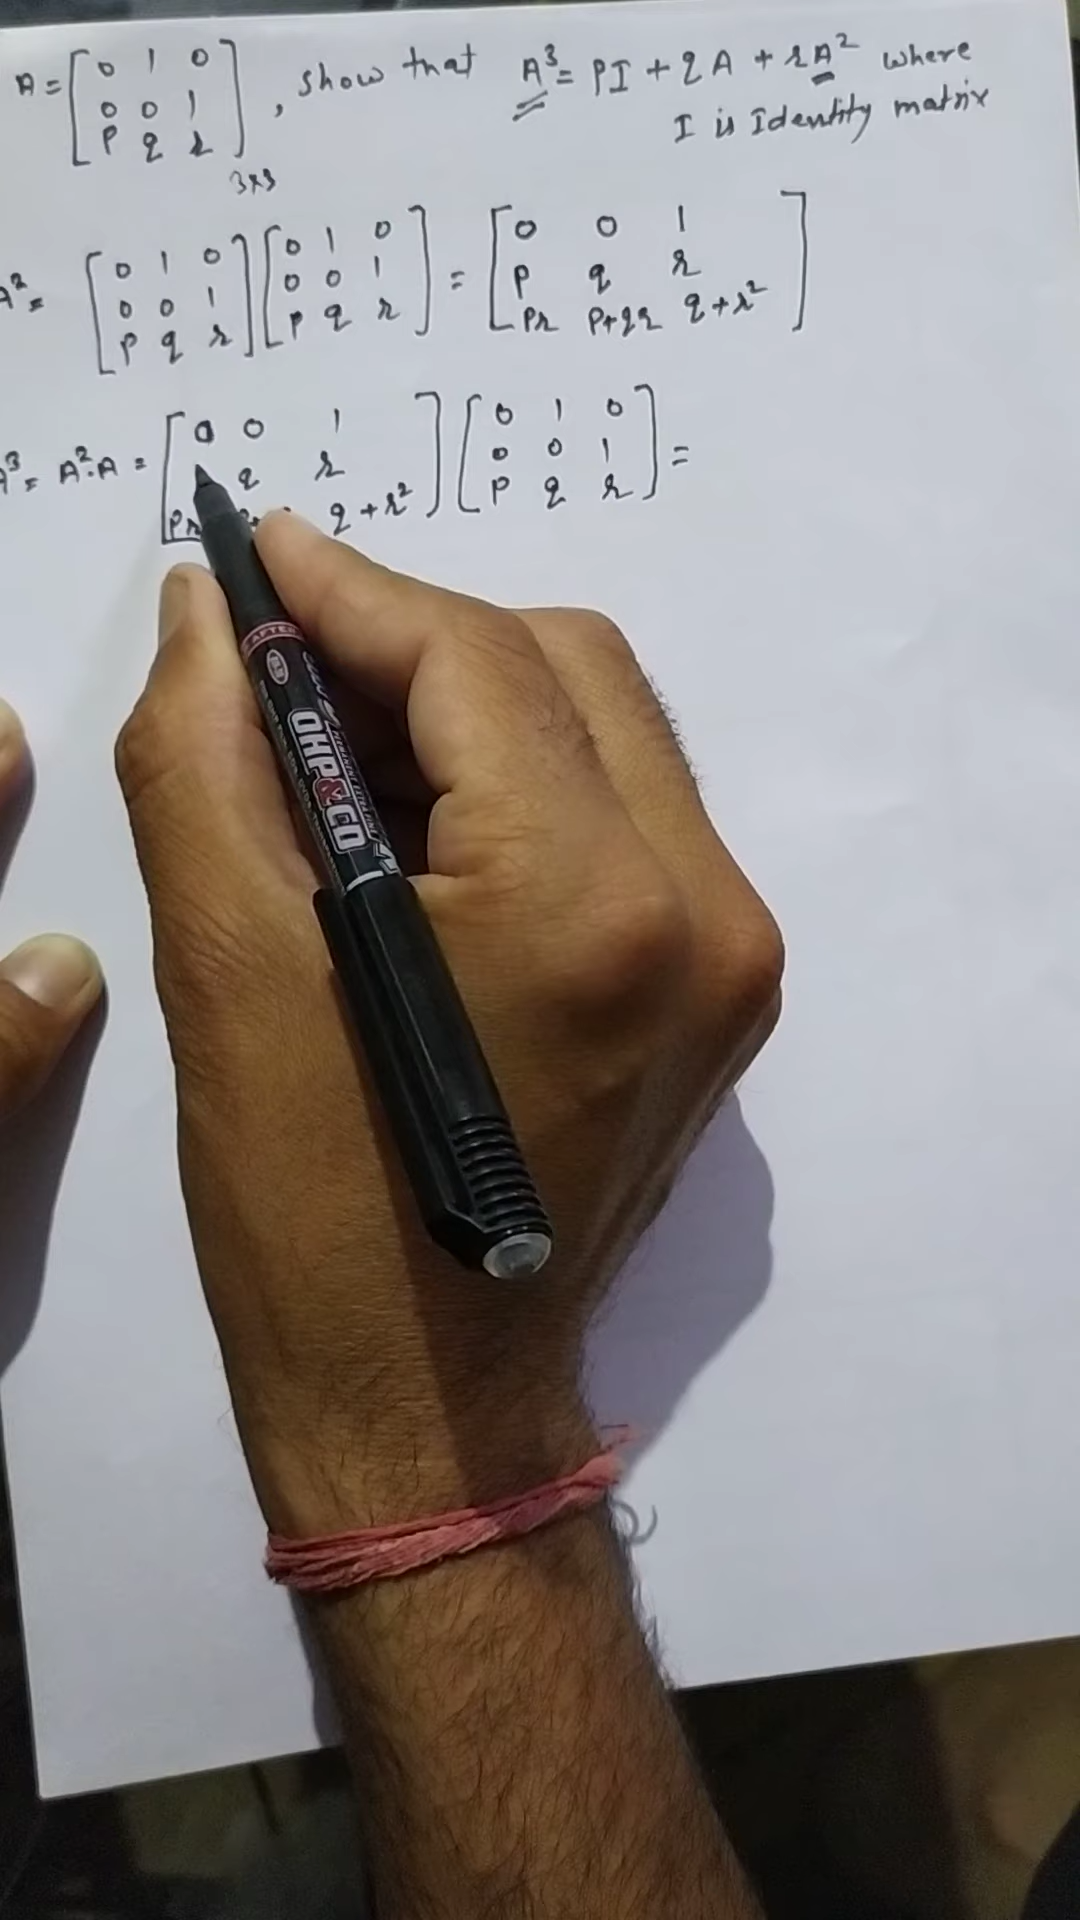 A = [0 1 0
0 0 1
p q r]3×3 , show that A³ = PI + qA + rA² where
I is Identity matrix
A² = [0 1 0
0 0 1
p q r] [0 1 0
0 0 1
p q r] = [0 0 1
p q r
pr p+qr q+r²]
A³ = A².A = [0 0 1
q r
pr q+r²] [0 1 0
0 0 1
p q r] =
AFTER
OHP&CD